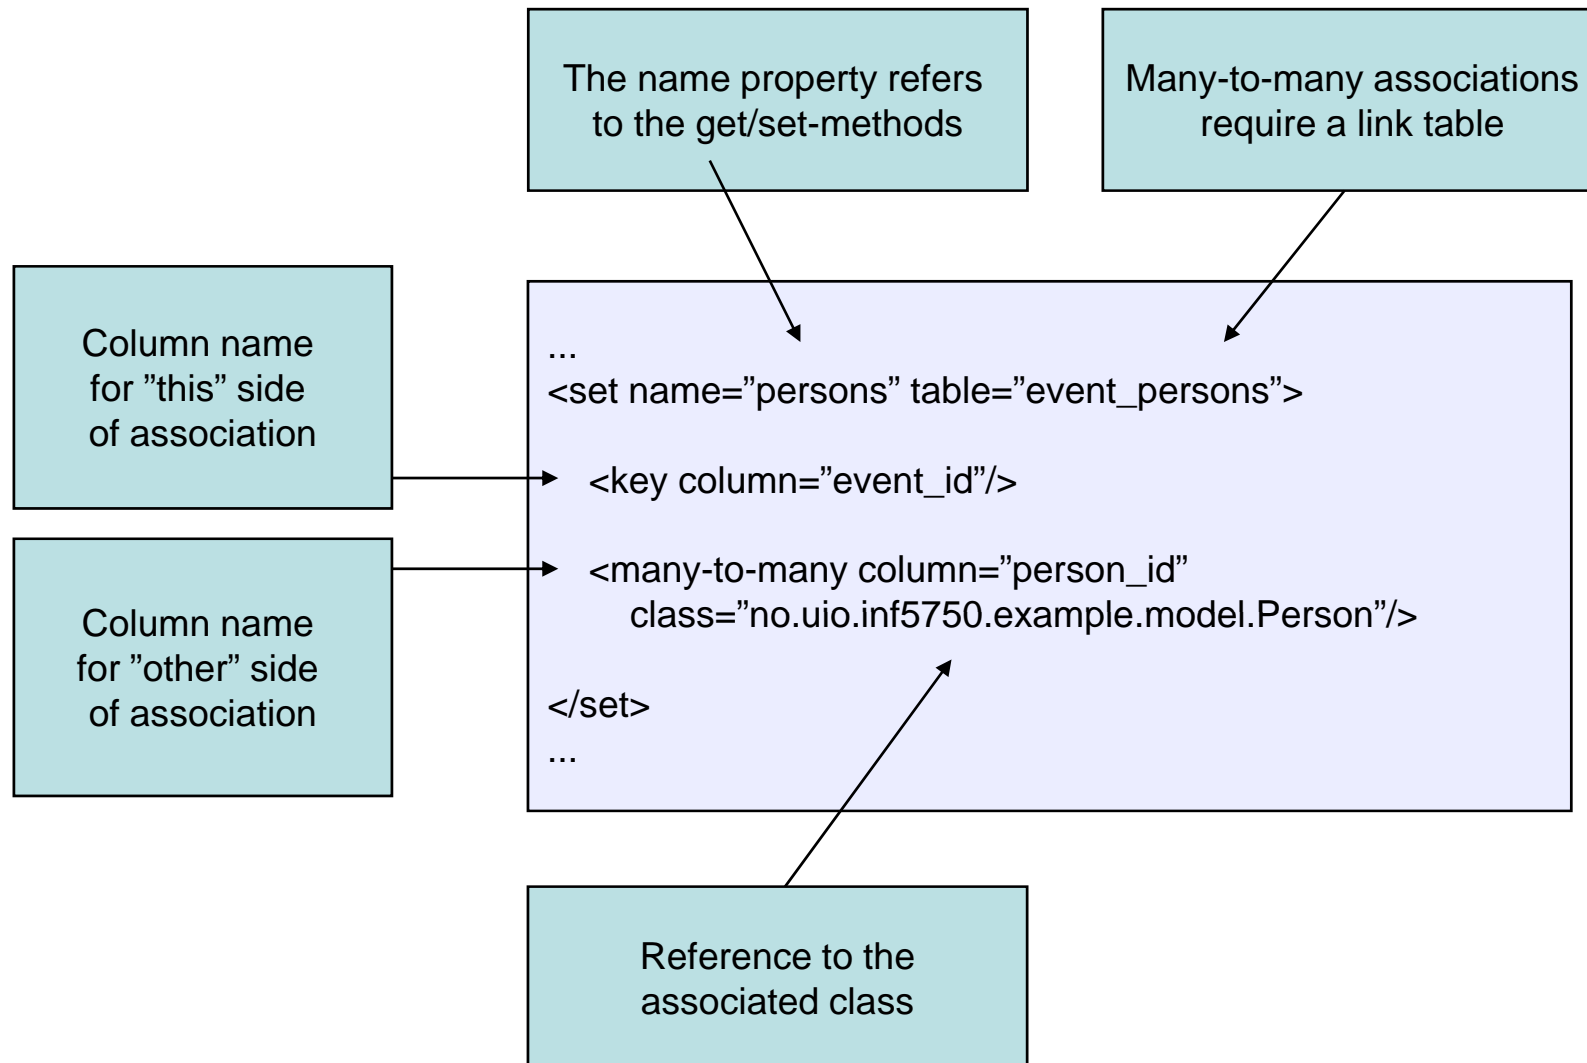 The name property refers
to the get/set-methods
Many-to-many associations
require a link table
Column name
for ”this” side
of association
Column name
for ”other” side
of association
...
<set name=”persons” table=”event_persons”>
<key column=”event_id”/>
<many-to-many column=”person_id”
class=”no.uio.inf5750.example.model.Person”/>
</set>
...
Reference to the
associated class